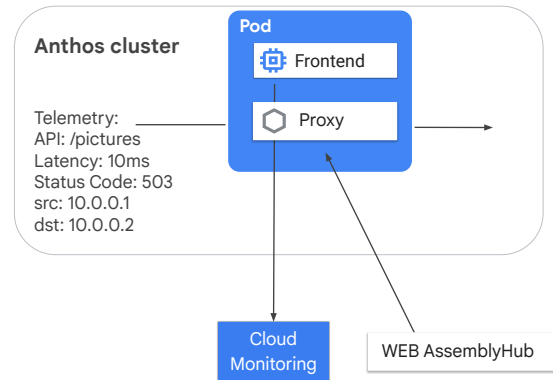 Anthos cluster
Pod
Frontend
Proxy
Telemetry:
API: /pictures
Latency: 10ms
Status Code: 503
src: 10.0.0.1
dst: 10.0.0.2
Cloud
Monitoring
WEB AssemblyHub